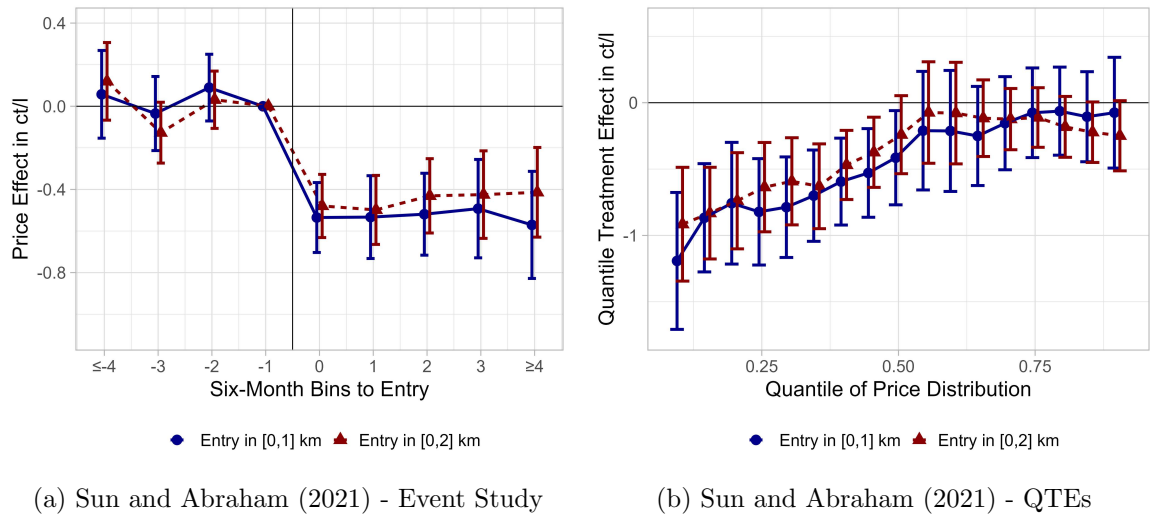 Price Effect in ct/l
0.4
0.0
-0.4
-0.8
≤-4 -3 -2 -1 0 1 2 3 ≥4
Six-Month Bins to Entry
Entry in [0,1] km Entry in [0,2] km
(a) Sun and Abraham (2021) - Event Study
Quantile Treatment Effect in ct/l
0
-1
0.25 0.50 0.75
Quantile of Price Distribution
Entry in [0,1] km Entry in [0,2] km
(b) Sun and Abraham (2021) - QTEs